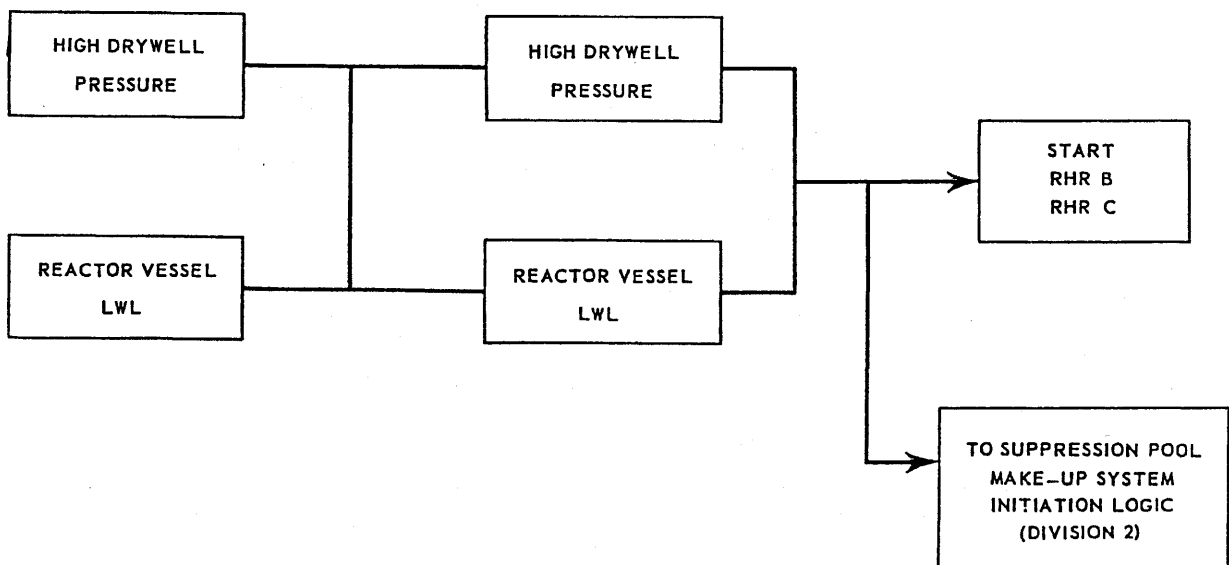 HIGH DRYWELL
PRESSURE
HIGH DRYWELL
PRESSURE
START
RHR B
RHR C
REACTOR VESSEL
LWL
REACTOR VESSEL
LWL
TO SUPPRESSION POOL
MAKE-UP SYSTEM
INITIATION LOGIC
(DIVISION 2)